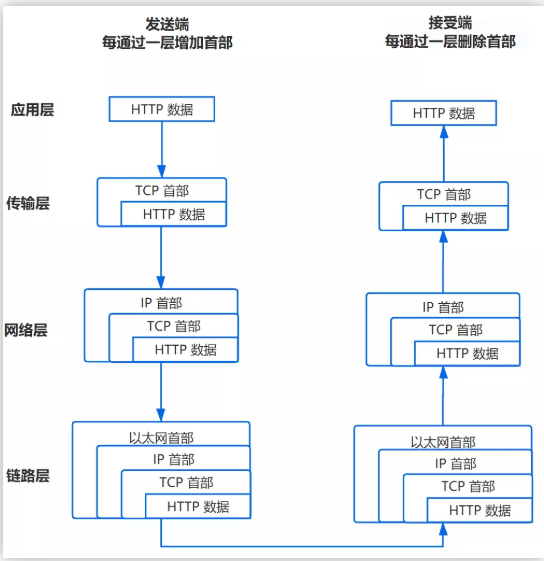 发送端
每通过一层增加首部
接受端
每通过一层删除首部
应用层
HTTP 数据
HTTP 数据
传输层
TCP 首部
HTTP 数据
TCP 首部
HTTP 数据
网络层
IP 首部
TCP 首部
HTTP 数据
IP 首部
TCP 首部
HTTP 数据
链路层
以太网首部
IP 首部
TCP 首部
HTTP 数据
以太网首部
IP 首部
TCP 首部
HTTP 数据